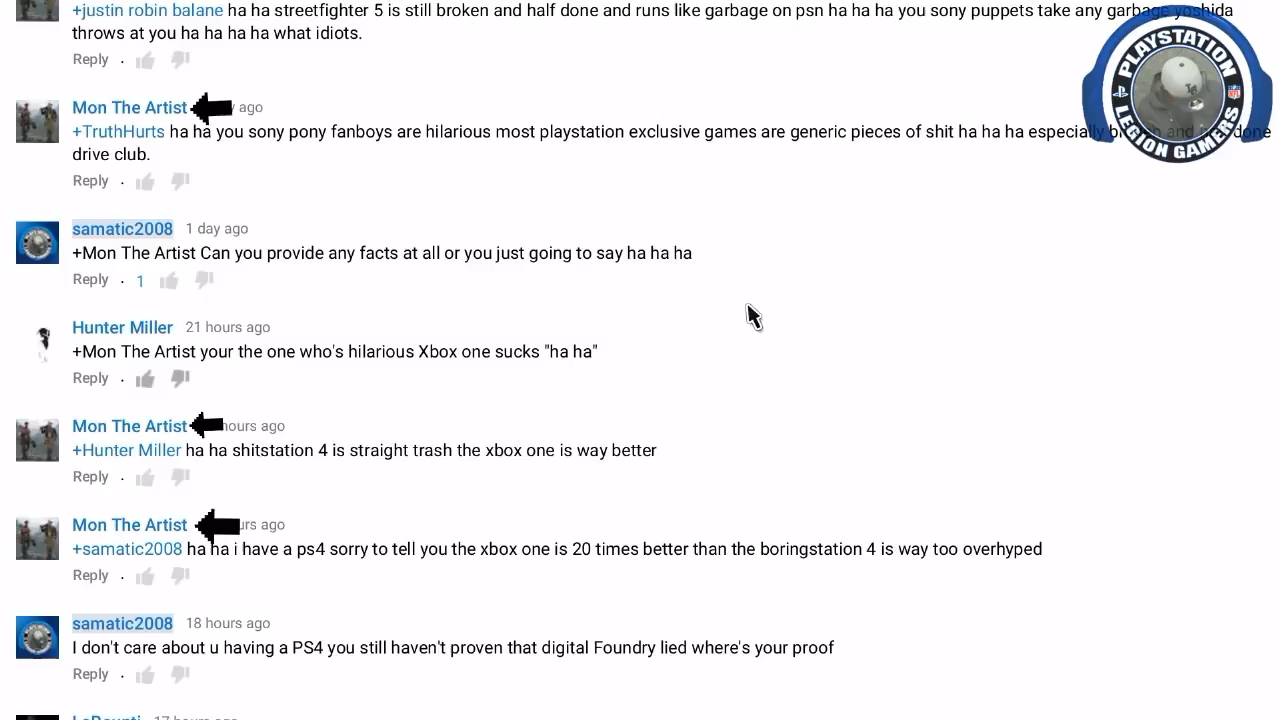 +justin robin balane ha ha streetfighter 5 is still broken and half done and runs like garbage on psn ha ha ha you sony puppets take any garbage yoshida
throws at you ha ha ha ha what idiots.
Reply .
PLAYSTATION
LEGION GAMERS
Mon The Artist ago
+TruthHurts ha ha you sony pony fanboys are hilarious most playstation exclusive games are generic pieces of shit ha ha ha especially and done
drive club.
Reply .
samatic2008 1 day ago
+Mon The Artist Can you provide any facts at all or you just going to say ha ha ha
Reply . 1
Hunter Miller 21 hours ago
+Mon The Artist your the one who's hilarious Xbox one sucks "ha ha"
Reply .
Mon The Artist hours ago
+Hunter Miller ha ha shitstation 4 is straight trash the xbox one is way better
Reply .
Mon The Artist ago
+samatic2008 ha ha i have a ps4 sorry to tell you the xbox one is 20 times better than the boringstation 4 is way too overhyped
Reply .
samatic2008 18 hours ago
I don't care about u having a PS4 you still haven't proven that digital Foundry lied where's your proof
Reply .